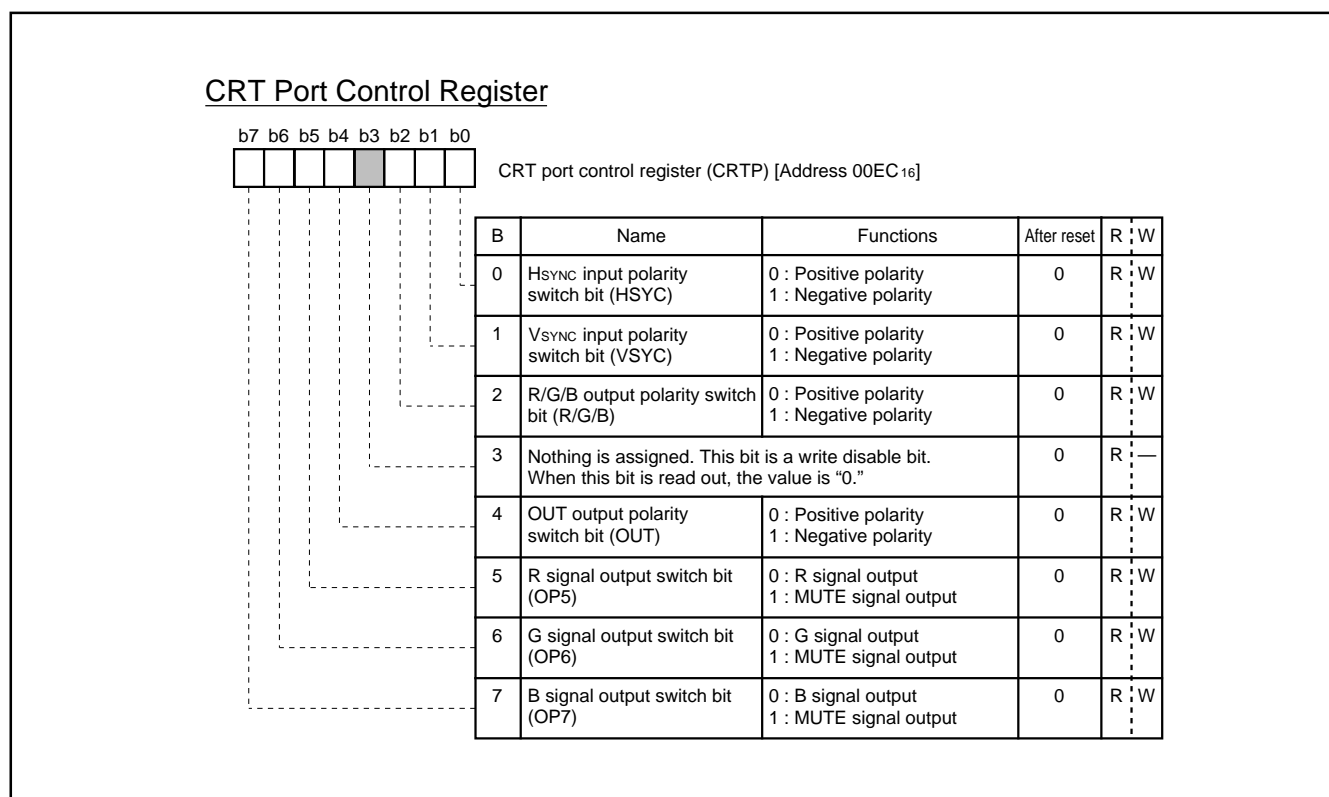 CRT Port Control Register
b7 b6 b5 b4 b3 b2 b1 b0
CRT port control register (CRTP) [Address 00EC16]
B Name Functions After reset R W
0 HSYNC input polarity 0 : Positive polarity 0 R W
switch bit (HSYC) 1 : Negative polarity
1 VSYNC input polarity 0 : Positive polarity 0 R W
switch bit (VSYC) 1 : Negative polarity
2 R/G/B output polarity switch 0 : Positive polarity 0 R W
bit (R/G/B) 1 : Negative polarity
3 Nothing is assigned. This bit is a write disable bit. 0 R —
When this bit is read out, the value is “0.”
4 OUT output polarity 0 : Positive polarity 0 R W
switch bit (OUT) 1 : Negative polarity
5 R signal output switch bit 0 : R signal output 0 R W
(OP5) 1 : MUTE signal output
6 G signal output switch bit 0 : G signal output 0 R W
(OP6) 1 : MUTE signal output
7 B signal output switch bit 0 : B signal output 0 R W
(OP7) 1 : MUTE signal output